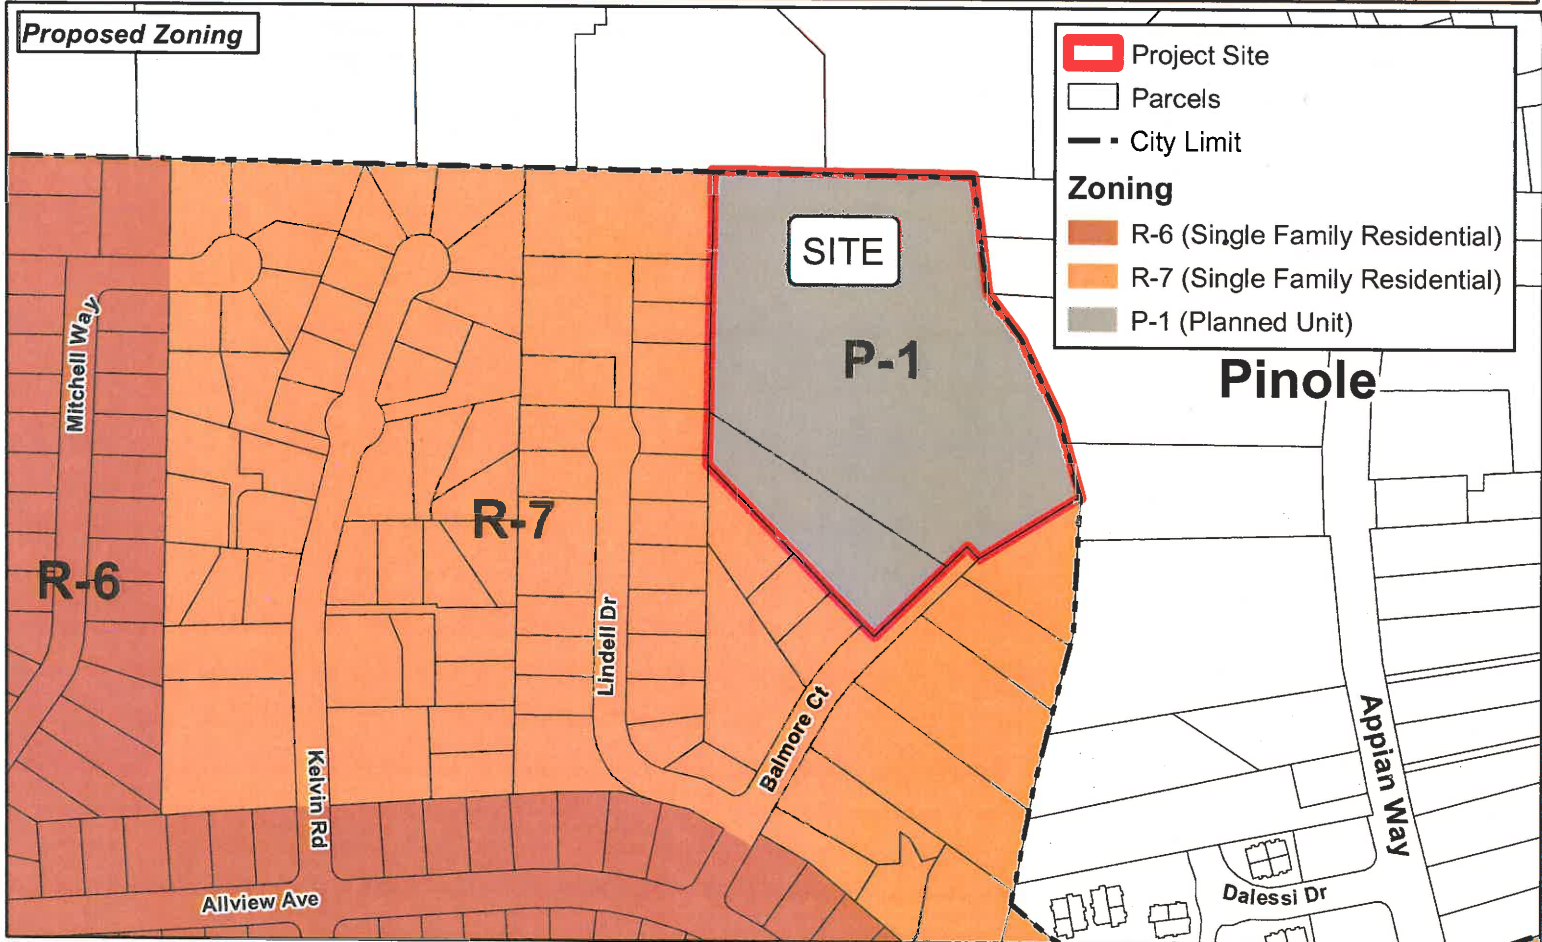 Proposed Zoning
Project Site
Parcels
City Limit
Zoning
R-6 (Single Family Residential)
R-7 (Single Family Residential)
P-1 (Planned Unit)
SITE
P-1
Pinole
Mitchell Way
R-7
R-6
Lindell Dr
Balmore Ct
Kelvin Rd
Appian Way
Allview Ave
Dalessi Dr